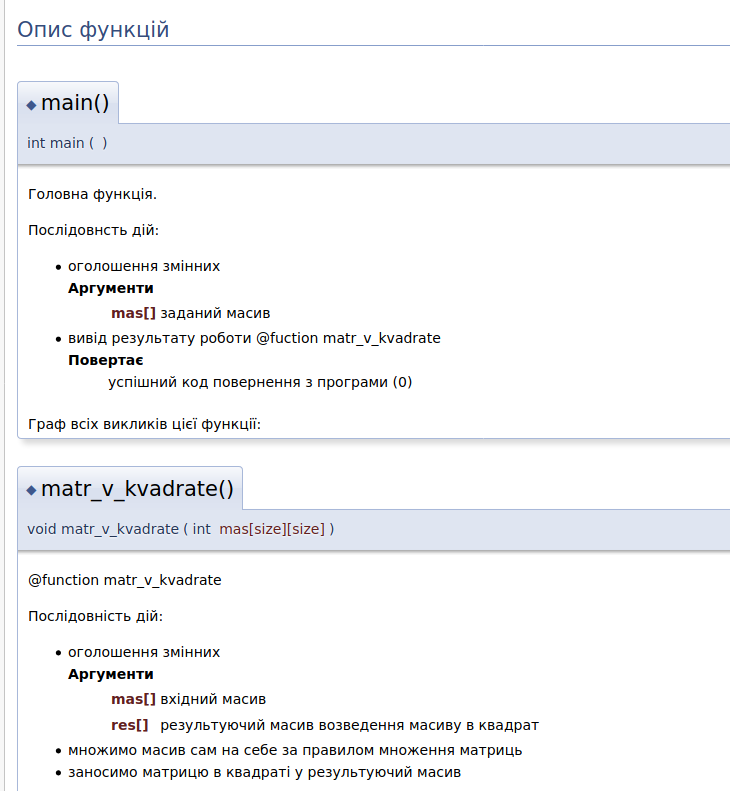 Опис функцій
◆ main()
int main ( )
Головна функція.
Послідовнсть дій:
• оголошення змінних
Аргументи
mas[] заданий масив
• вивід результату роботи @fuction matr_v_kvadrate
Повертає
успішний код повернення з програми (0)
Граф всіх викликів цієї функції:
◆ matr_v_kvadrate()
void matr_v_kvadrate ( int mas[size][size] )
@function matr_v_kvadrate
Послідовність дій:
• оголошення змінних
Аргументи
mas[] вхідний масив
res[] результуючий масив возведення масиву в квадрат
• множимо масив сам на себе за правилом множення матриць
• заносимо матрицю в квадраті у результуючий масив